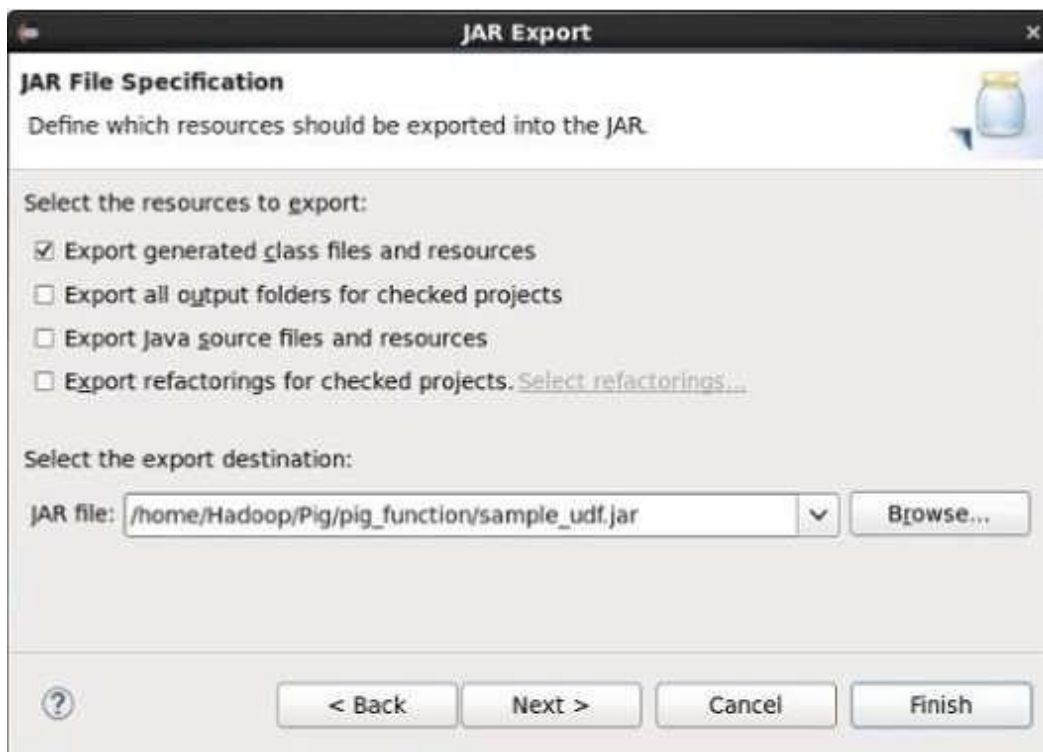 JAR Export
JAR File Specification
Define which resources should be exported into the JAR.
Select the resources to export:
Export generated class files and resources
Export all output folders for checked projects
Export Java source files and resources
Export refactorings for checked projects. Select refactorings...
Select the export destination:
JAR file: /home/Hadoop/Pig/pig_function/sample_udf.jar Browse...
? < Back Next > Cancel Finish